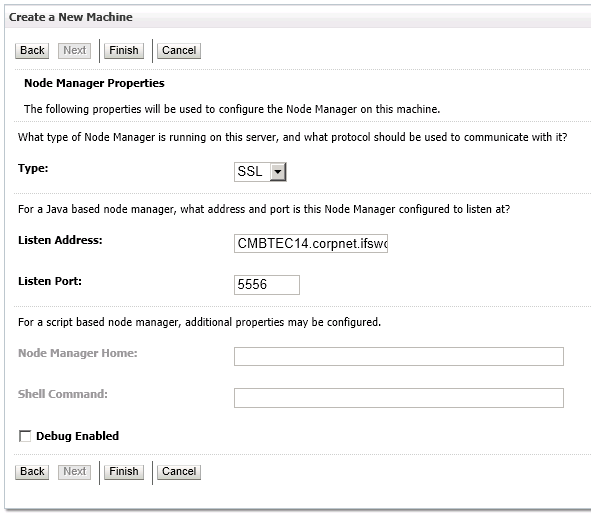 Create a New Machine
Back Next Finish Cancel
Node Manager Properties
The following properties will be used to configure the Node Manager on this machine.
What type of Node Manager is running on this server, and what protocol should be used to communicate with it?
Type: SSL
For a Java based node manager, what address and port is this Node Manager configured to listen at?
Listen Address: CMBTEC14.corpnet.ifswo
Listen Port: 5556
For a script based node manager, additional properties may be configured.
Node Manager Home:
Shell Command:
Debug Enabled
Back Next Finish Cancel